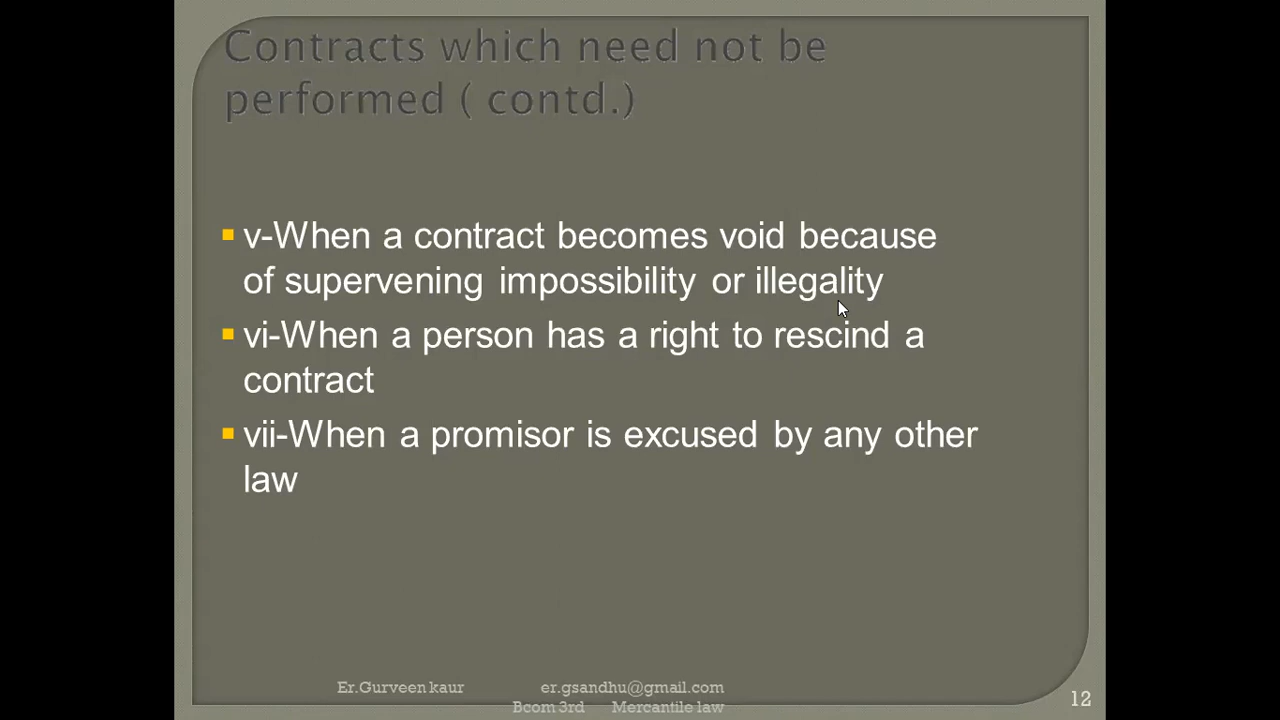 Contracts which need not be
performed ( contd.)
v-When a contract becomes void because
of supervening impossibility or illegality
vi-When a person has a right to rescind a
contract
vii-When a promisor is excused by any other
law
Er.Gurveen kaur er.gsandhu@gmail.com
Bcom 3rd Mercantile law
12